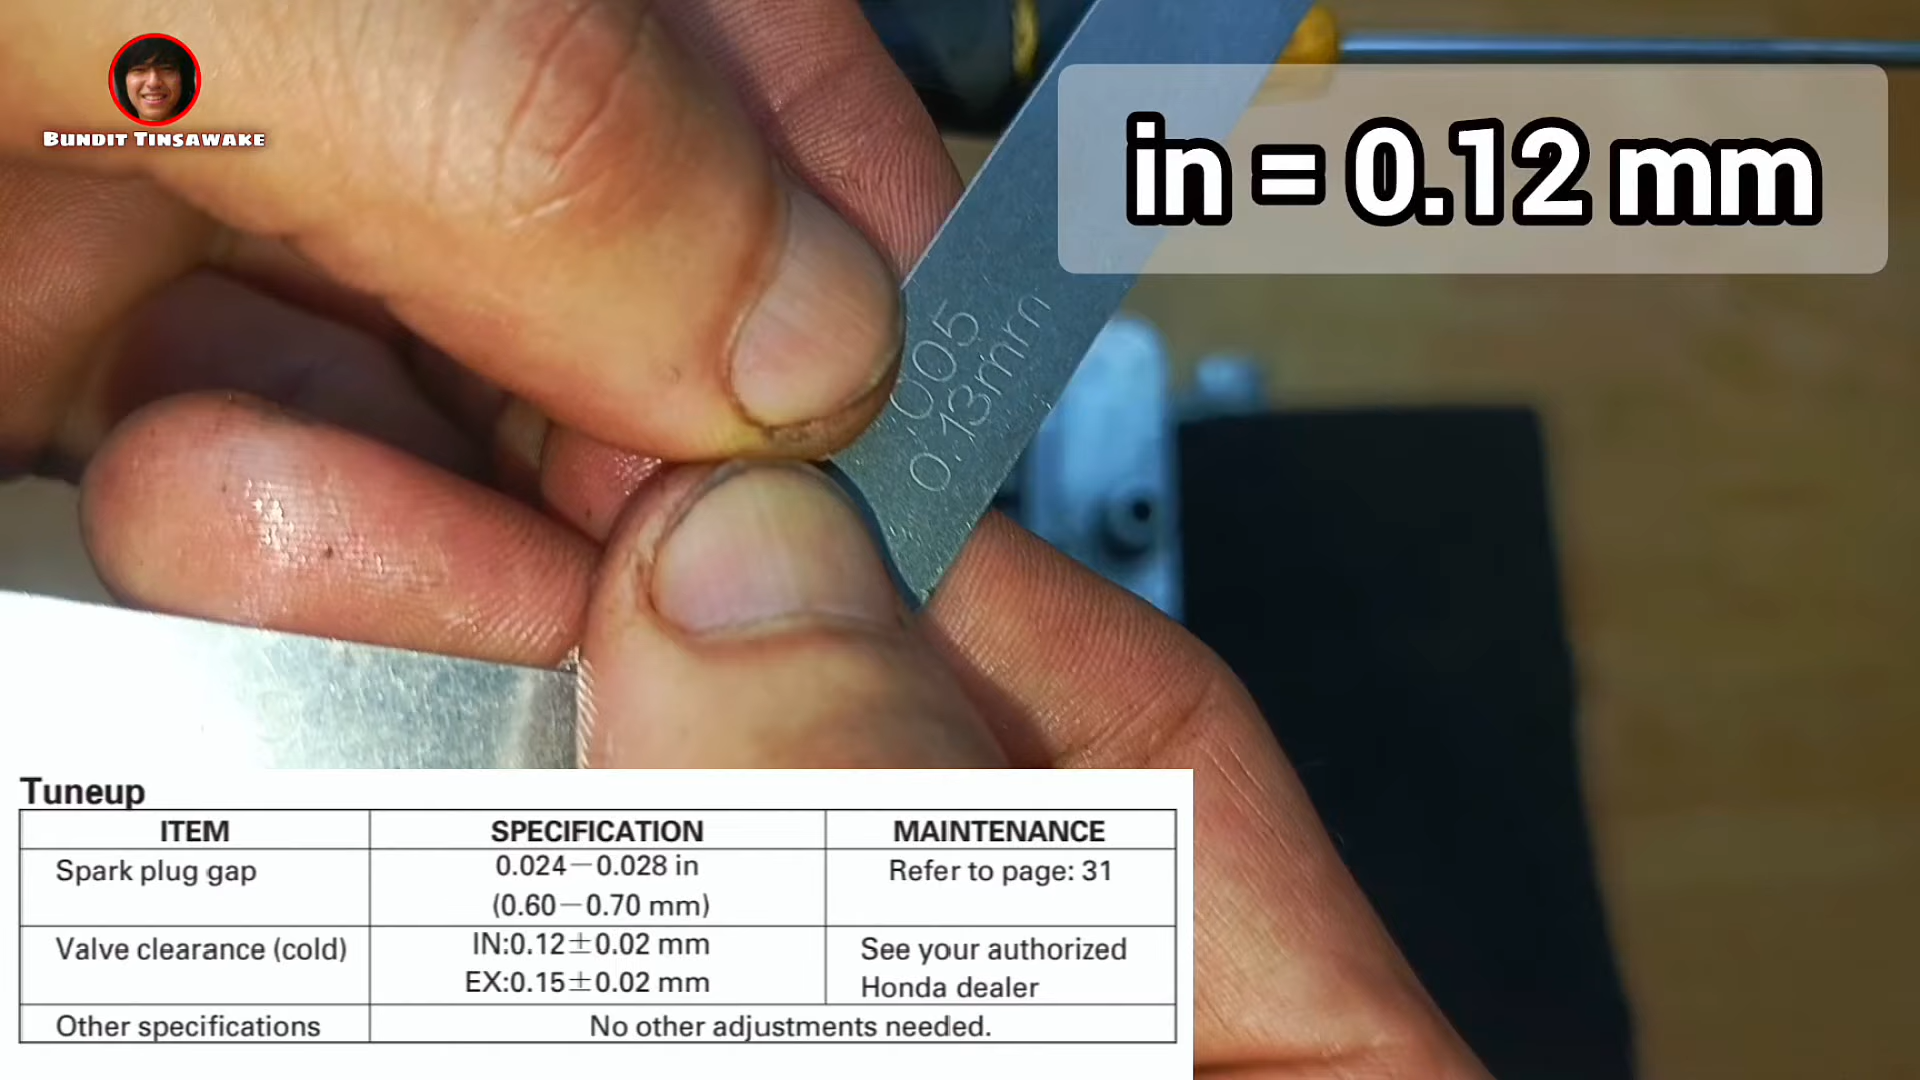 BUNDIT TINSAWAKE
in = 0.12 mm
.005
0.13mm
Tuneup
ITEM SPECIFICATION MAINTENANCE
Spark plug gap 0.024－0.028 in Refer to page: 31
(0.60－0.70 mm)
Valve clearance (cold) IN:0.12±0.02 mm See your authorized
EX:0.15±0.02 mm Honda dealer
Other specifications No other adjustments needed.